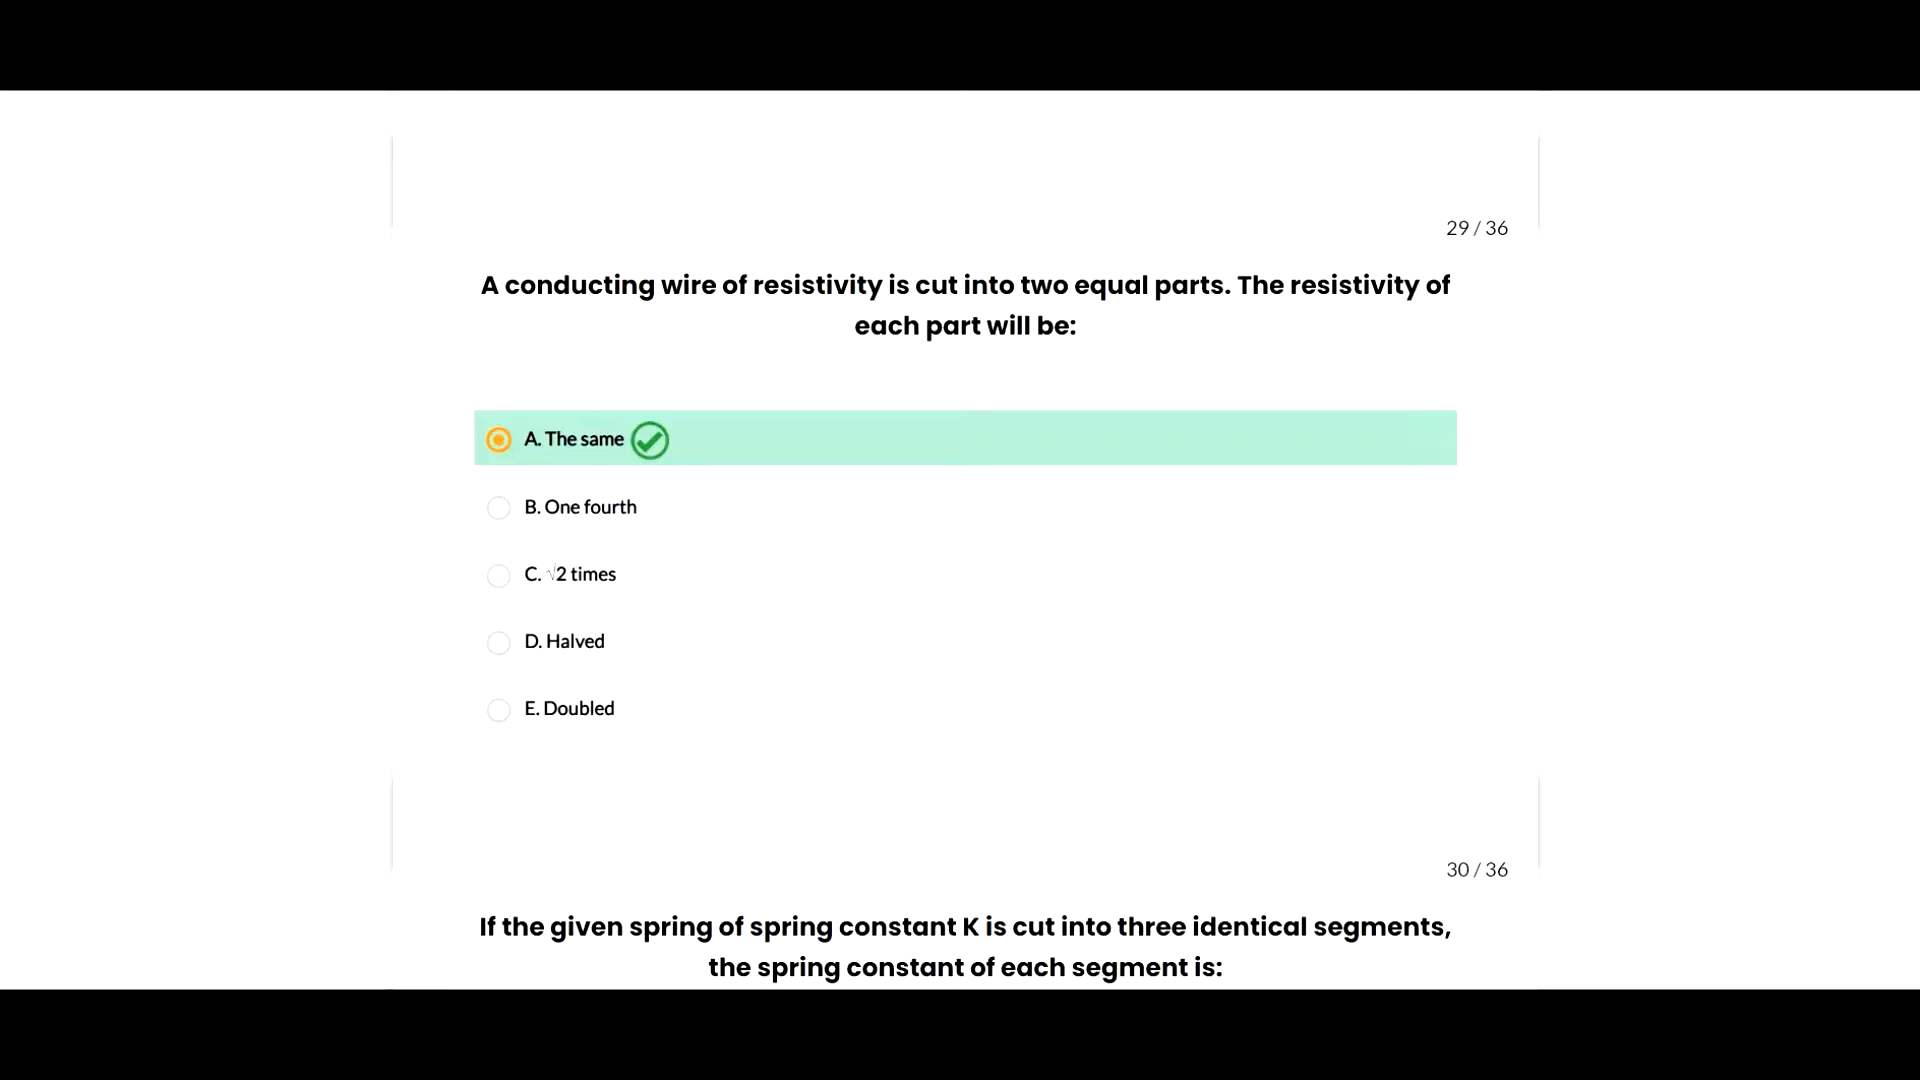 29 / 36
A conducting wire of resistivity is cut into two equal parts. The resistivity of
each part will be:
A. The same
B. One fourth
C. √2 times
D. Halved
E. Doubled
30 / 36
If the given spring of spring constant K is cut into three identical segments,
the spring constant of each segment is: